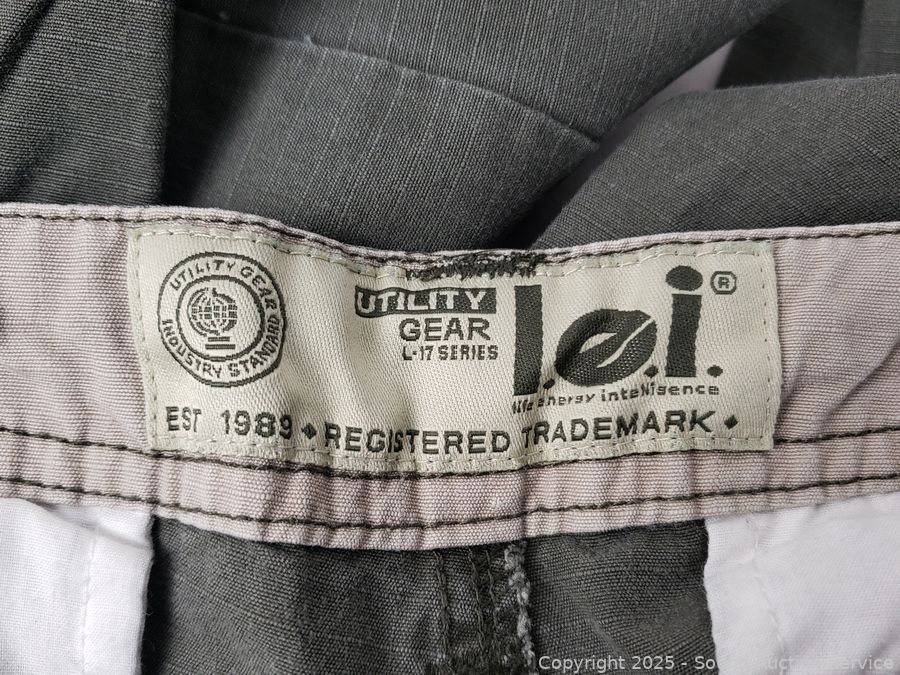 UTILITY GEAR
INDUSTRY STANDARD
UTILITY
GEAR
L-17 SERIES
l.e.i.®
life energy intelligence.
EST 1989 ◆ REGISTERED TRADEMARK ◆
Copyright 2025 -